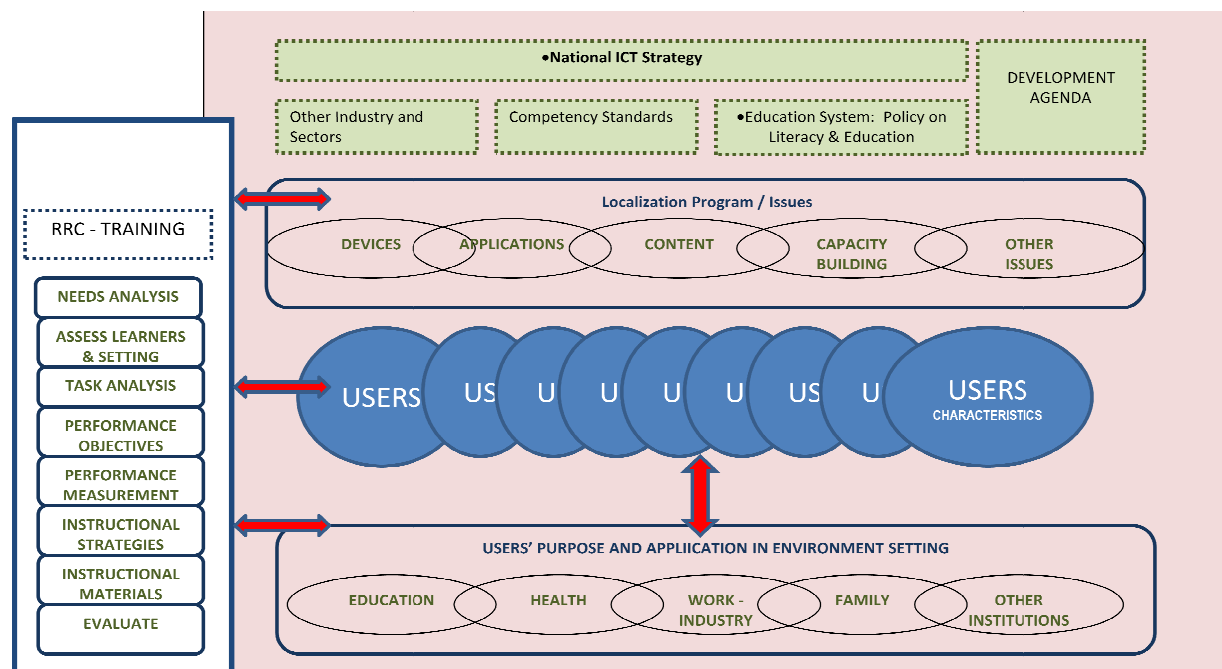 •National ICT Strategy
DEVELOPMENT
AGENDA
Other Industry and
Sectors
Competency Standards
•Education System:  Policy on
Literacy & Education
Localization Program / Issues
DEVICES
APPLICATIONS
CONTENT
CAPACITY
BUILDING
OTHER
ISSUES
RRC - TRAINING
NEEDS ANALYSIS
ASSESS LEARNERS
& SETTING
TASK ANALYSIS
PERFORMANCE
OBJECTIVES
PERFORMANCE
MEASUREMENT
INSTRUCTIONAL
STRATEGIES
INSTRUCTIONAL
MATERIALS
EVALUATE
USERS
US
U
U
U
U
US
U
USERS
CHARACTERISTICS
USERS' PURPOSE AND APPLIICATION IN ENVIRONMENT SETTING
EDUCATION
HEALTH
WORK -
INDUSTRY
FAMILY
OTHER
INSTITUTIONS